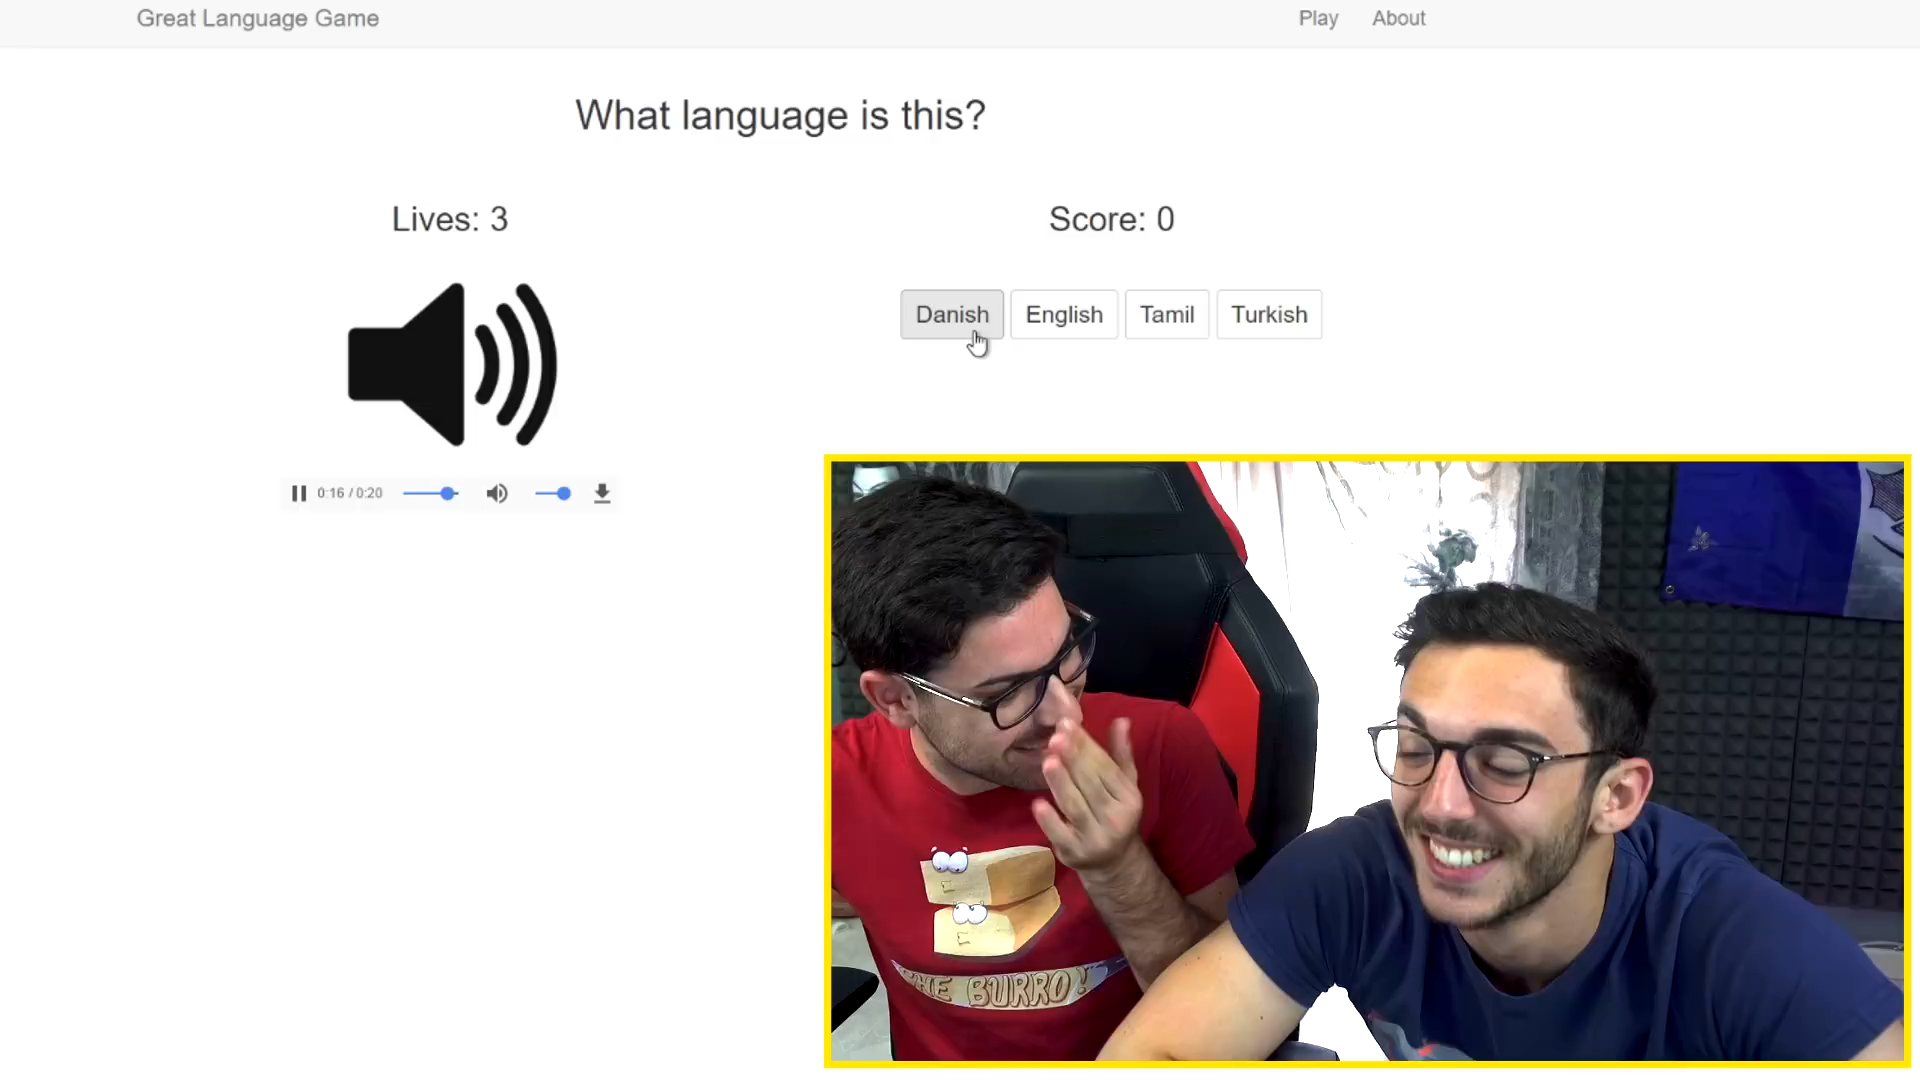 Great Language Game
Play
About
What language is this?
Lives: 3
Score: 0
Danish
English
Tamil
Turkish
0:16 / 0:20
HE BURRO!